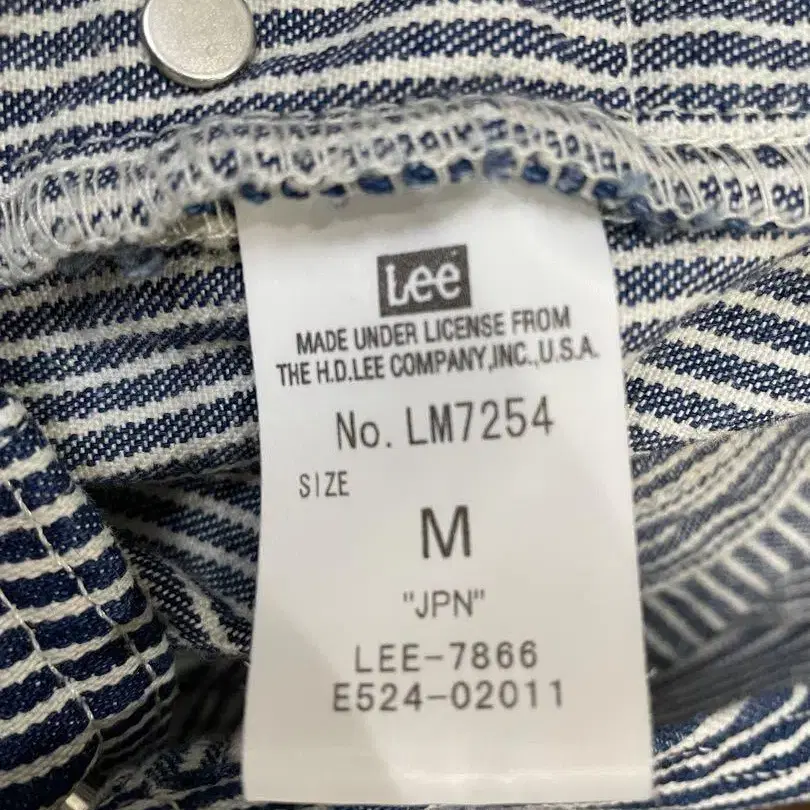 Lee
MADE UNDER LICENSE FROM
THE H.D.LEE COMPANY,INC.,U.S.A.
No. LM7254
SIZE
M
"JPN"
LEE-7866
E524-02011